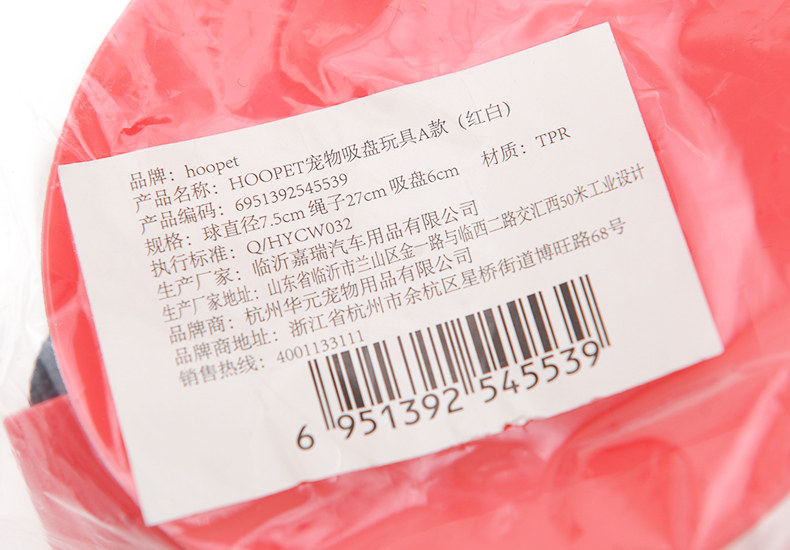 品牌：hoopet
产品名称：HOOPET宠物吸盘玩具A款（红白）
产品编码：6951392545539
规格：球直径7.5cm 绳子27cm 吸盘6cm 材质：TPR
执行标准：Q/HYCW032
生产厂家：临沂嘉瑞汽车用品有限公司
生产厂家地址：山东省临沂市兰山区金一路与临西二路交汇西50米工业设计
品牌商：杭州华元宠物用品有限公司
品牌商地址：浙江省杭州市余杭区星桥街道博旺路68号
销售热线：4001133111
6 951392 545539